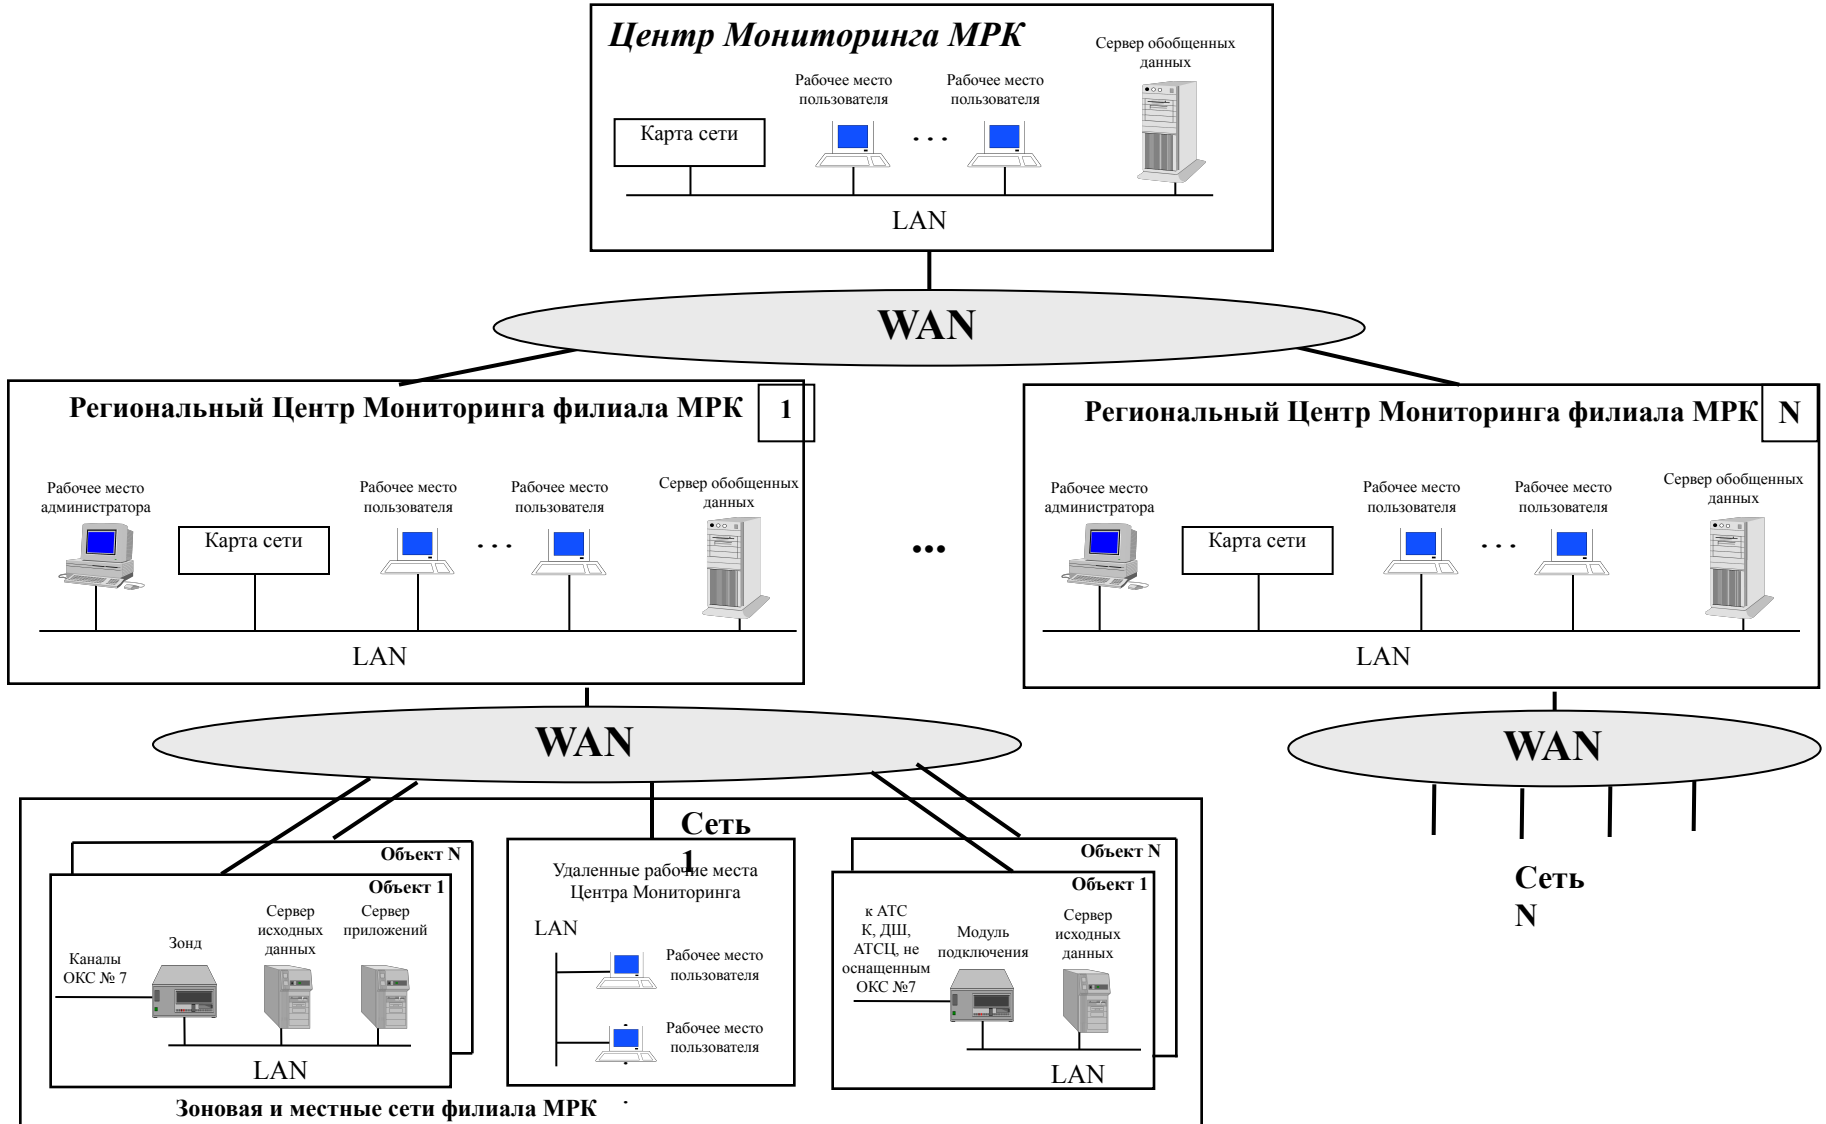 Центр Мониторинга МРК
Сервер обобщенных
данных
Рабочее место
пользователя
Рабочее место
пользователя
Карта сети
. . .
LAN
WAN
Региональный Центр Мониторинга филиала МРК
1
Рабочее место
администратора
Карта сети
Рабочее место
пользователя
. . .
Рабочее место
пользователя
Сервер обобщенных
данных
LAN
...
Региональный Центр Мониторинга филиала МРК
N
Рабочее место
администратора
Карта сети
Рабочее место
пользователя
. . .
Рабочее место
пользователя
Сервер обобщенных
данных
LAN
WAN
WAN
Сеть
1
Объект N
Объект 1
Каналы
ОКС № 7
Зонд
Сервер
исходных
данных
Сервер
приложений
LAN
Удаленные рабочие места
Центра Мониторинга
LAN
Рабочее место
пользователя
Рабочее место
пользователя
Объект N
Объект 1
к АТС
К, ДШ,
АТСЦ, не
оснащенным
ОКС №7
Модуль
подключения
Сервер
исходных
данных
LAN
Зоновая и местные сети филиала МРК
Сеть
N